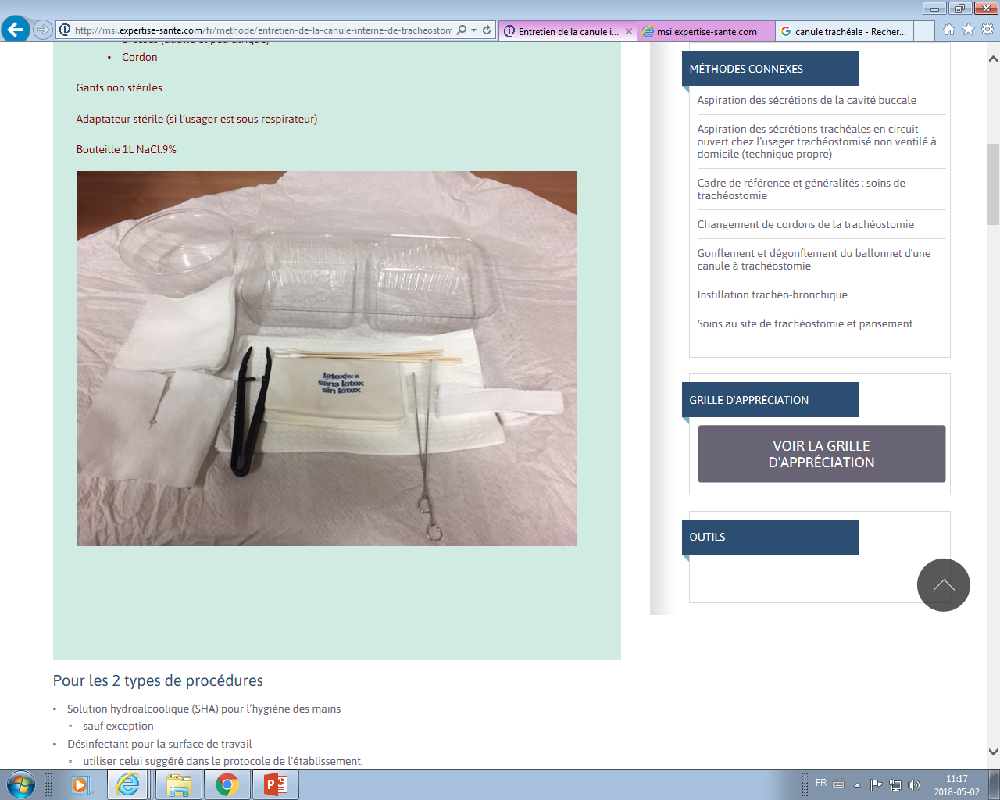 http://msi.expertise-sante.com/fr/methode/entretien-de-la-canule-interne-de-tracheostom
Entretien de la canule i...
msi.expertise-sante.com
canule trachéale - Recher...
• Cordon
Gants non stériles
Adaptateur stérile (si l'usager est sous respirateur)
Bouteille 1L NaCl.9%
latexfree
sans latex
sin látex
Pour les 2 types de procédures
• Solution hydroalcoolique (SHA) pour l'hygiène des mains
▫ sauf exception
• Désinfectant pour la surface de travail
▫ utiliser celui suggéré dans le protocole de l'établissement.
MÉTHODES CONNEXES
Aspiration des sécrétions de la cavité buccale
Aspiration des sécrétions trachéales en circuit
ouvert chez l'usager trachéostomisé non ventilé à
domicile (technique propre)
Cadre de référence et généralités : soins de
trachéostomie
Changement de cordons de la trachéostomie
Gonflement et dégonflement du ballonnet d'une
canule à trachéostomie
Instillation trachéo-bronchique
Soins au site de trachéostomie et pansement
GRILLE D'APPRÉCIATION
VOIR LA GRILLE
D'APPRÉCIATION
OUTILS
-
FR
11:17
2018-05-02